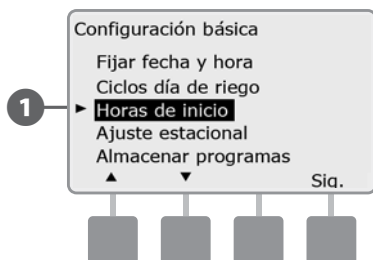 Configuración básica
Fijar fecha y hora
Ciclos día de riego
1
► Horas de inicio
Ajuste estacional
Almacenar programas
▲ ▼
Sig.